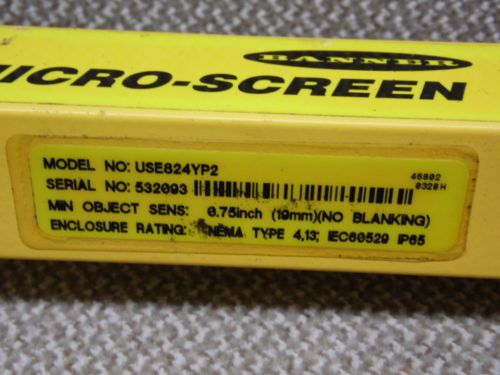 BANNER
MICRO-SCREEN
MODEL NO: USE824YP2
46802
SERIAL NO: 532093
0328H
MIN OBJECT SENS: 0.75inch (19mm)(NO BLANKING)
ENCLOSURE RATING: NEMA TYPE 4,13; IEC60529 IP65